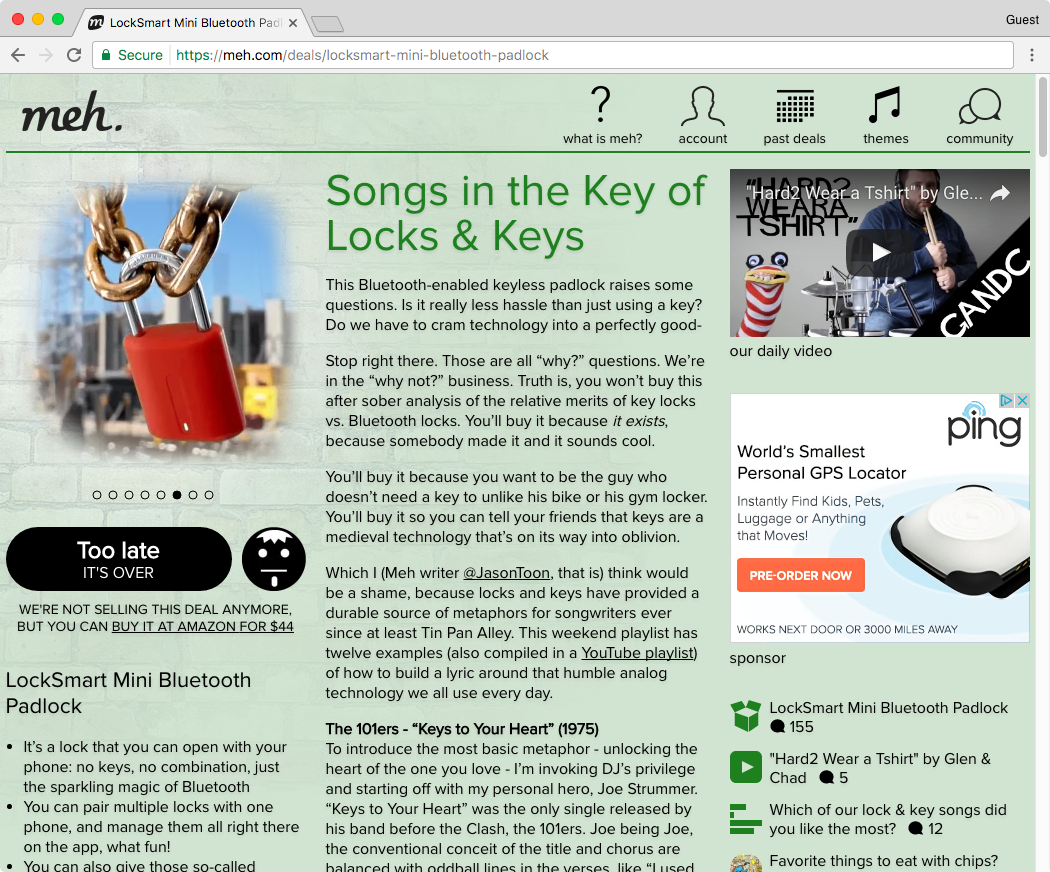 LockSmart Mini Bluetooth Pad
Guest
Secure
https://meh.com/deals/locksmart-mini-bluetooth-padlock
meh.
what is meh?
account
past deals
themes
community
Too late
IT'S OVER
WE'RE NOT SELLING THIS DEAL ANYMORE,
BUT YOU CAN BUY IT AT AMAZON FOR $44
LockSmart Mini Bluetooth
Padlock
• It’s a lock that you can open with your
phone: no keys, no combination, just
the sparkling magic of Bluetooth
• You can pair multiple locks with one
phone, and manage them all right there
on the app, what fun!
• You can also give those so-called
Songs in the Key of
Locks & Keys
This Bluetooth-enabled keyless padlock raises some
questions. Is it really less hassle than just using a key?
Do we have to cram technology into a perfectly good-
Stop right there. Those are all “why?” questions. We’re
in the “why not?” business. Truth is, you won’t buy this
after sober analysis of the relative merits of key locks
vs. Bluetooth locks. You’ll buy it because it exists,
because somebody made it and it sounds cool.
You’ll buy it because you want to be the guy who
doesn’t need a key to unlike his bike or his gym locker.
You’ll buy it so you can tell your friends that keys are a
medieval technology that’s on its way into oblivion.
Which I (Meh writer @JasonToon, that is) think would
be a shame, because locks and keys have provided a
durable source of metaphors for songwriters ever
since at least Tin Pan Alley. This weekend playlist has
twelve examples (also compiled in a YouTube playlist)
of how to build a lyric around that humble analog
technology we all use every day.
The 101ers - “Keys to Your Heart” (1975)
To introduce the most basic metaphor - unlocking the
heart of the one you love - I’m invoking DJ’s privilege
and starting off with my personal hero, Joe Strummer.
“Keys to Your Heart” was the only single released by
his band before the Clash, the 101ers. Joe being Joe,
the conventional conceit of the title and chorus are
balanced with oddball lines in the verses, like “I used
"Hard2 Wear a Tshirt" by Gle...
"HARD2
WEAR A
TSHIRT"
GANDC
our daily video
ping
World’s Smallest
Personal GPS Locator
Instantly Find Kids, Pets,
Luggage or Anything
that Moves!
PRE-ORDER NOW
WORKS NEXT DOOR OR 3000 MILES AWAY
sponsor
LockSmart Mini Bluetooth Padlock
155
"Hard2 Wear a Tshirt" by Glen &
Chad 5
Which of our lock & key songs did
you like the most? 12
Favorite things to eat with chips?